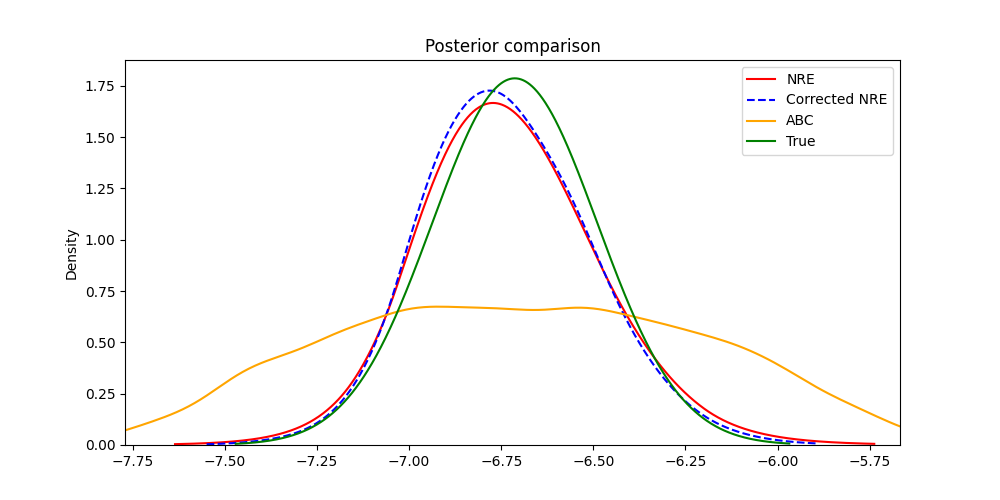 Posterior comparison
NRE
Corrected NRE
ABC
True
Density
1.75
1.50
1.25
1.00
0.75
0.50
0.25
0.00
−7.75 −7.50 −7.25 −7.00 −6.75 −6.50 −6.25 −6.00 −5.75